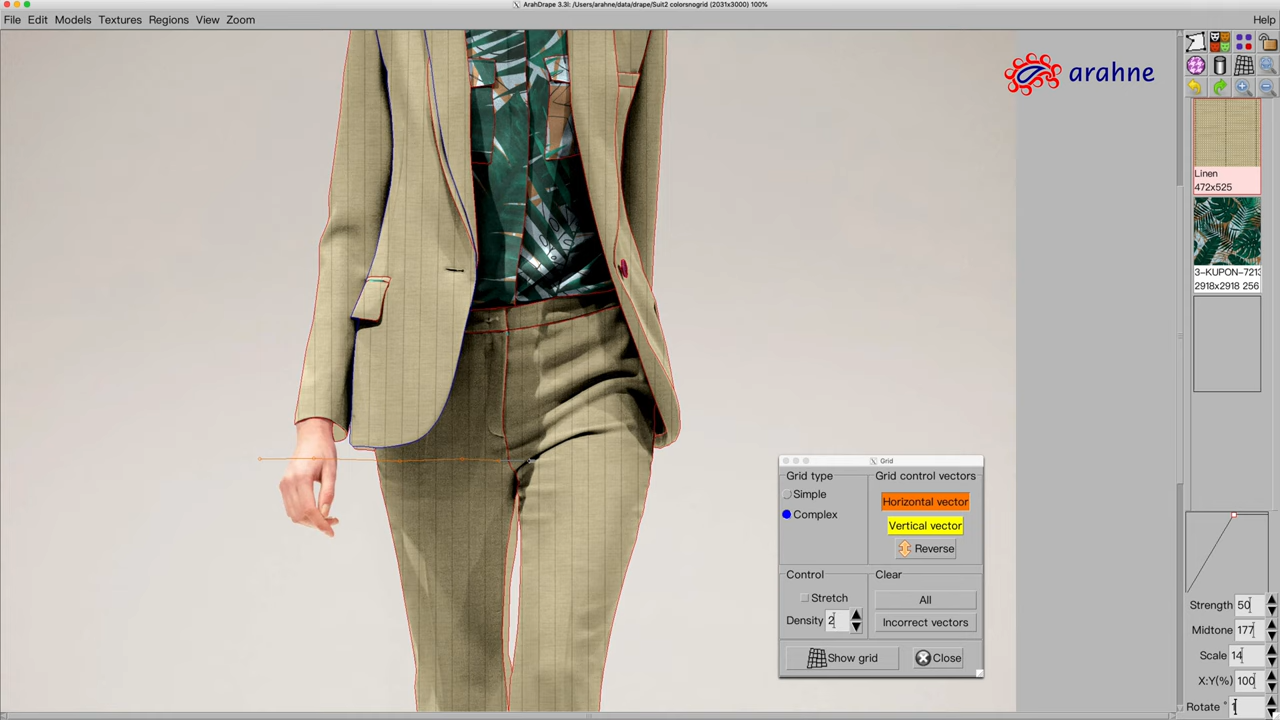 ArahDrape 3.3l: /Users/arahne/data/drape/Suit2 colorsnogrid (2031x3000) 100%
File Edit Models Textures Regions View Zoom Help
arahne
Linen
472x525
3-KUPON-7213
2918x2918 256
Grid
Grid type
Simple
Complex
Grid control vectors
Horizontal vector
Vertical vector
Reverse
Control
Stretch
Density 2
Clear
All
Incorrect vectors
Show grid
Close
Strength 50
Midtone 177
Scale 14
X:Y(%) 100
Rotate °